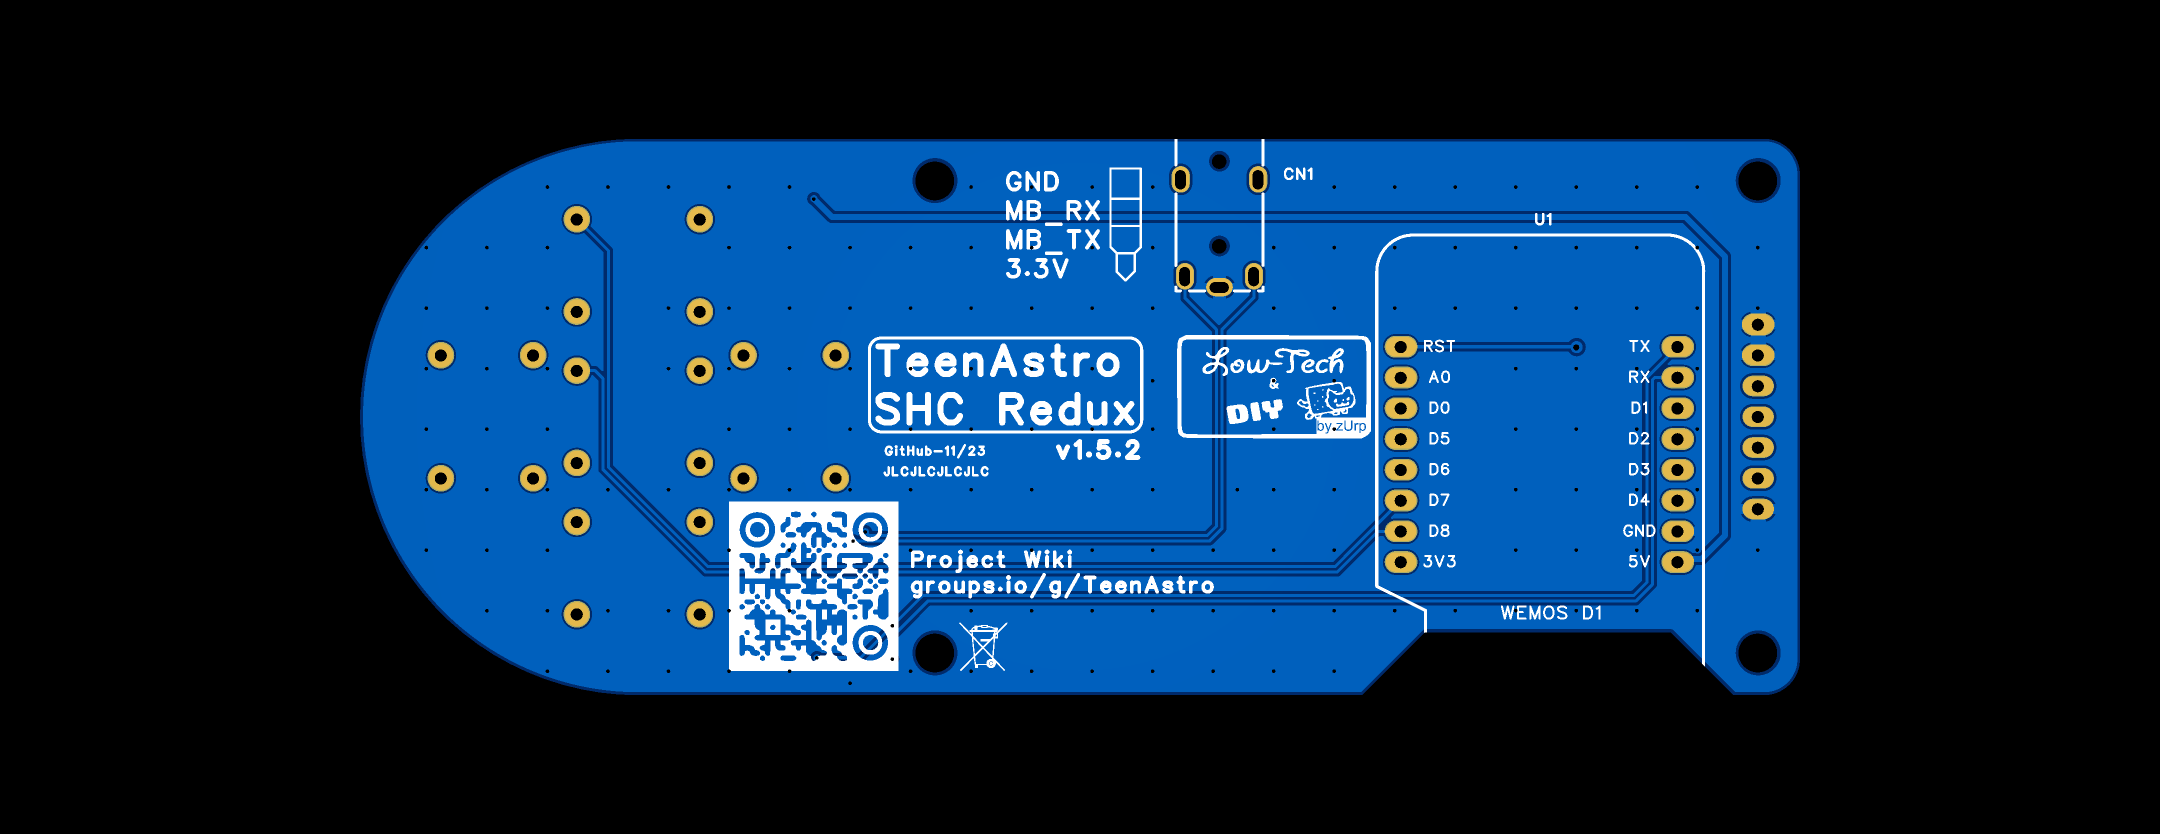 GND
MB_RX
MB_TX
3.3V
CN1
U1
TeenAstro
SHC Redux
v1.5.2
GitHub-11/23
JLCJLCJLCJLC
Low-Tech
&
DIY
by.zUrp
RST
A0
D0
D5
D6
D7
D8
3V3
TX
RX
D1
D2
D3
D4
GND
5V
WEMOS D1
Project Wiki
groups.io/g/TeenAstro